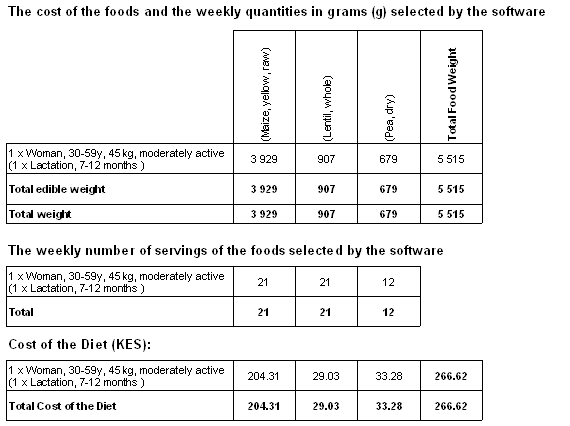 The cost of the foods and the weekly quantities in grams (g) selected by the software
(Maize, yellow, raw)
(Lentil, whole)
(Pea, dry)
Total Food Weight
1 x Woman, 30-59y, 45 kg, moderately active
(1 x Lactation, 7-12 months ) 3 929 907 679 5 515
Total edible weight 3 929 907 679 5 515
Total weight 3 929 907 679 5 515
The weekly number of servings of the foods selected by the software
1 x Woman, 30-59y, 45 kg, moderately active
(1 x Lactation, 7-12 months ) 21 21 12
Total 21 21 12
Cost of the Diet (KES):
1 x Woman, 30-59y, 45 kg, moderately active
(1 x Lactation, 7-12 months ) 204.31 29.03 33.28 266.62
Total Cost of the Diet 204.31 29.03 33.28 266.62